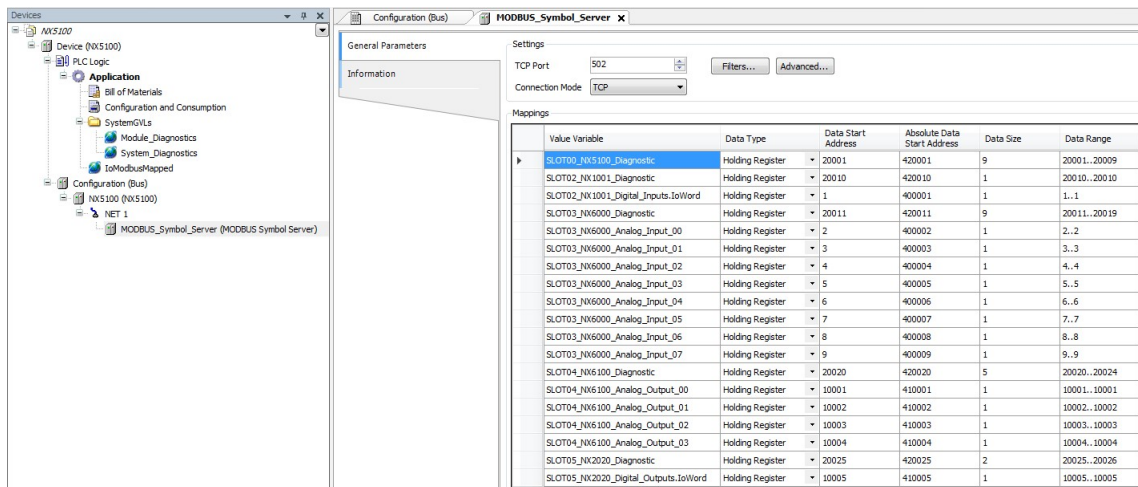 Devices
NX5100
Device (NX5100)
PLC Logic
Application
Bill of Materials
Configuration and Consumption
SystemGVLs
Module_Diagnostics
System_Diagnostics
IoModbusMapped
Configuration (Bus)
NX5100 (NX5100)
NET 1
MODBUS_Symbol_Server (MODBUS Symbol Server)
Configuration (Bus) MODBUS_Symbol_Server x
General Parameters
Information
Settings
TCP Port 502 Filters... Advanced...
Connection Mode TCP
Mappings
Value Variable Data Type Data Start Address Absolute Data Start Address Data Size Data Range
SLOT00_NX5100_Diagnostic Holding Register 20001 420001 9 20001..20009
SLOT02_NX1001_Diagnostic Holding Register 20010 420010 1 20010..20010
SLOT02_NX1001_Digital_Inputs.IoWord Holding Register 1 400001 1 1..1
SLOT03_NX6000_Diagnostic Holding Register 20011 420011 9 20011..20019
SLOT03_NX6000_Analog_Input_00 Holding Register 2 400002 1 2..2
SLOT03_NX6000_Analog_Input_01 Holding Register 3 400003 1 3..3
SLOT03_NX6000_Analog_Input_02 Holding Register 4 400004 1 4..4
SLOT03_NX6000_Analog_Input_03 Holding Register 5 400005 1 5..5
SLOT03_NX6000_Analog_Input_04 Holding Register 6 400006 1 6..6
SLOT03_NX6000_Analog_Input_05 Holding Register 7 400007 1 7..7
SLOT03_NX6000_Analog_Input_06 Holding Register 8 400008 1 8..8
SLOT03_NX6000_Analog_Input_07 Holding Register 9 400009 1 9..9
SLOT04_NX6100_Diagnostic Holding Register 20020 420020 5 20020..20024
SLOT04_NX6100_Analog_Output_00 Holding Register 10001 410001 1 10001..10001
SLOT04_NX6100_Analog_Output_01 Holding Register 10002 410002 1 10002..10002
SLOT04_NX6100_Analog_Output_02 Holding Register 10003 410003 1 10003..10003
SLOT04_NX6100_Analog_Output_03 Holding Register 10004 410004 1 10004..10004
SLOT05_NX2020_Diagnostic Holding Register 20025 420025 2 20025..20026
SLOT05_NX2020_Digital_Outputs.IoWord Holding Register 10005 410005 1 10005..10005